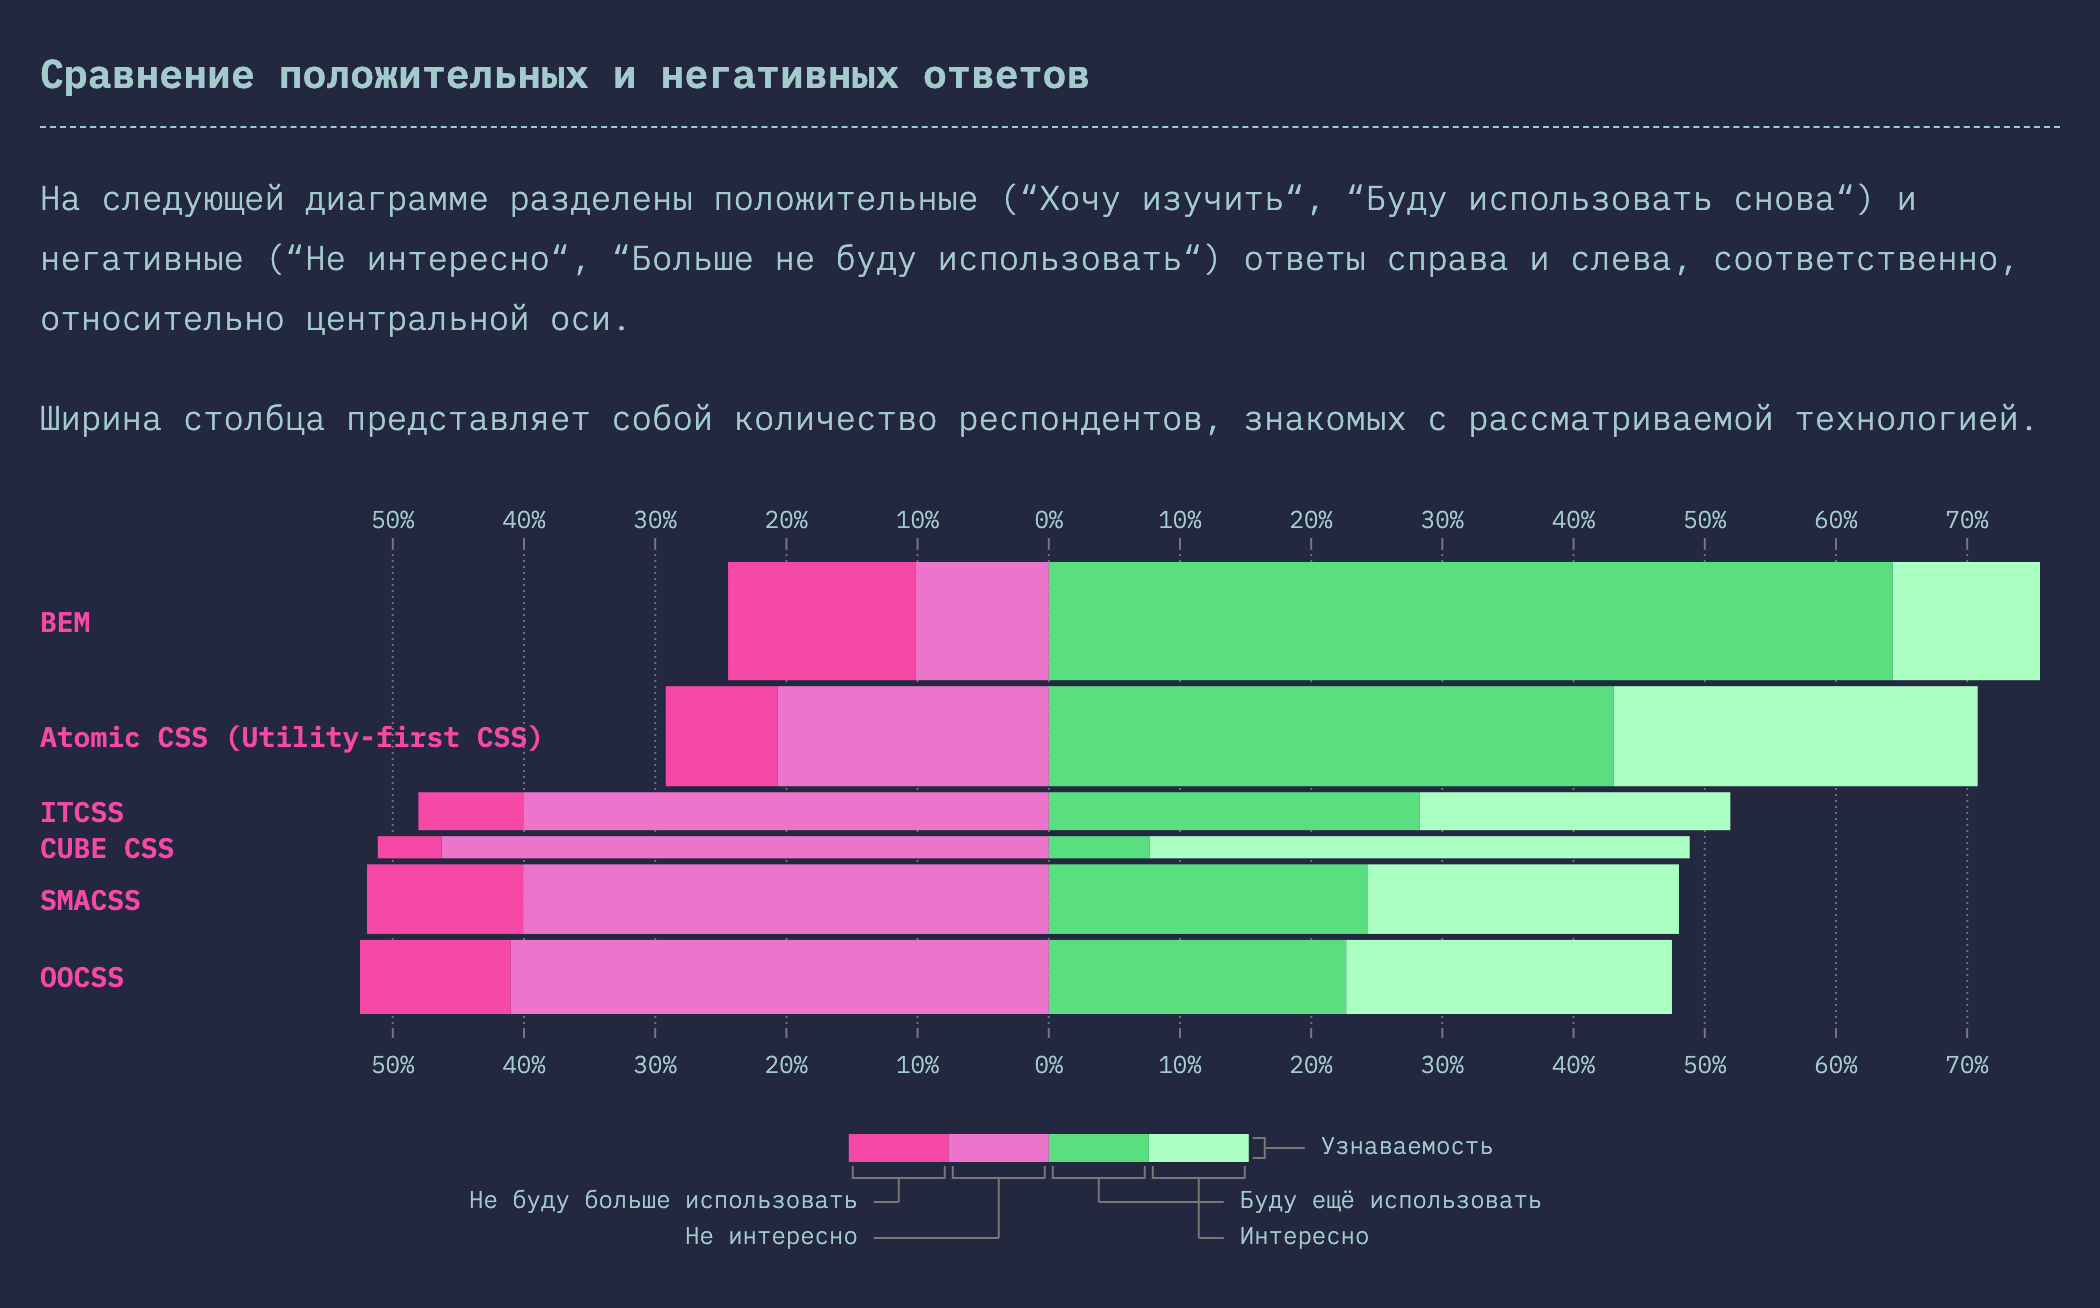 Сравнение положительных и негативных ответов
На следующей диаграмме разделены положительные (“Хочу изучить“, “Буду использовать снова“) и
негативные (“Не интересно“, “Больше не буду использовать“) ответы справа и слева, соответственно,
относительно центральной оси.
Ширина столбца представляет собой количество респондентов, знакомых с рассматриваемой технологией.
50% 40% 30% 20% 10% 0% 10% 20% 30% 40% 50% 60% 70%
BEM
Atomic CSS (Utility-first CSS)
ITCSS
CUBE CSS
SMACSS
OOCSS
50% 40% 30% 20% 10% 0% 10% 20% 30% 40% 50% 60% 70%
Узнаваемость
Не буду больше использовать Буду ещё использовать
Не интересно Интересно